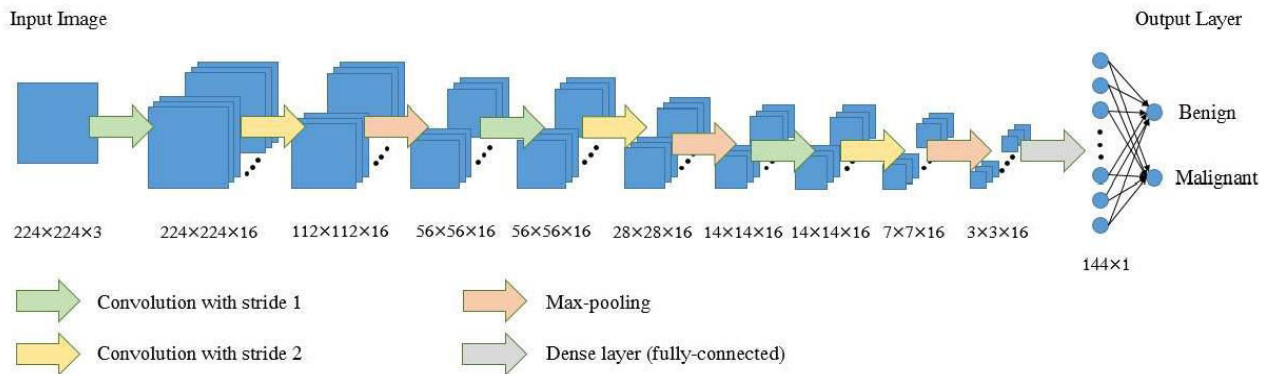 Input Image
Output Layer
Benign
Malignant
224×224×3
224×224×16
112×112×16
56×56×16
56×56×16
28×28×16
14×14×16
14×14×16
7×7×16
3×3×16
144×1
Convolution with stride 1
Max-pooling
Convolution with stride 2
Dense layer (fully-connected)